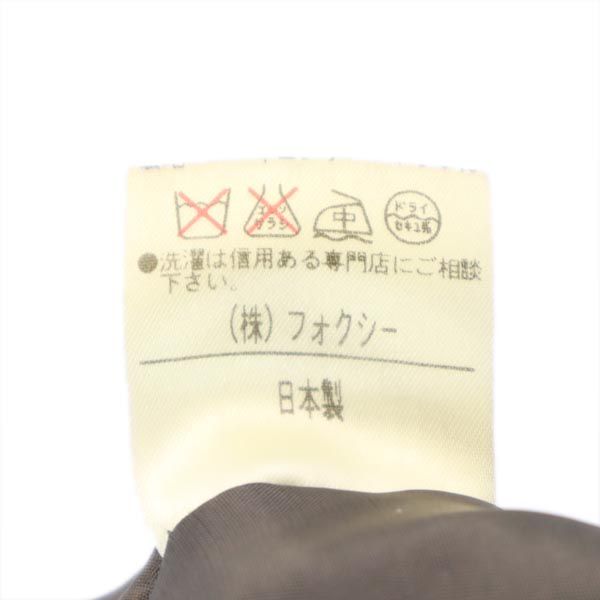 エンソ
サラシ
中
ドライ
セキユ系
●洗濯は信用ある専門店にご相談
下さい。
(株)フォクシー
日本製